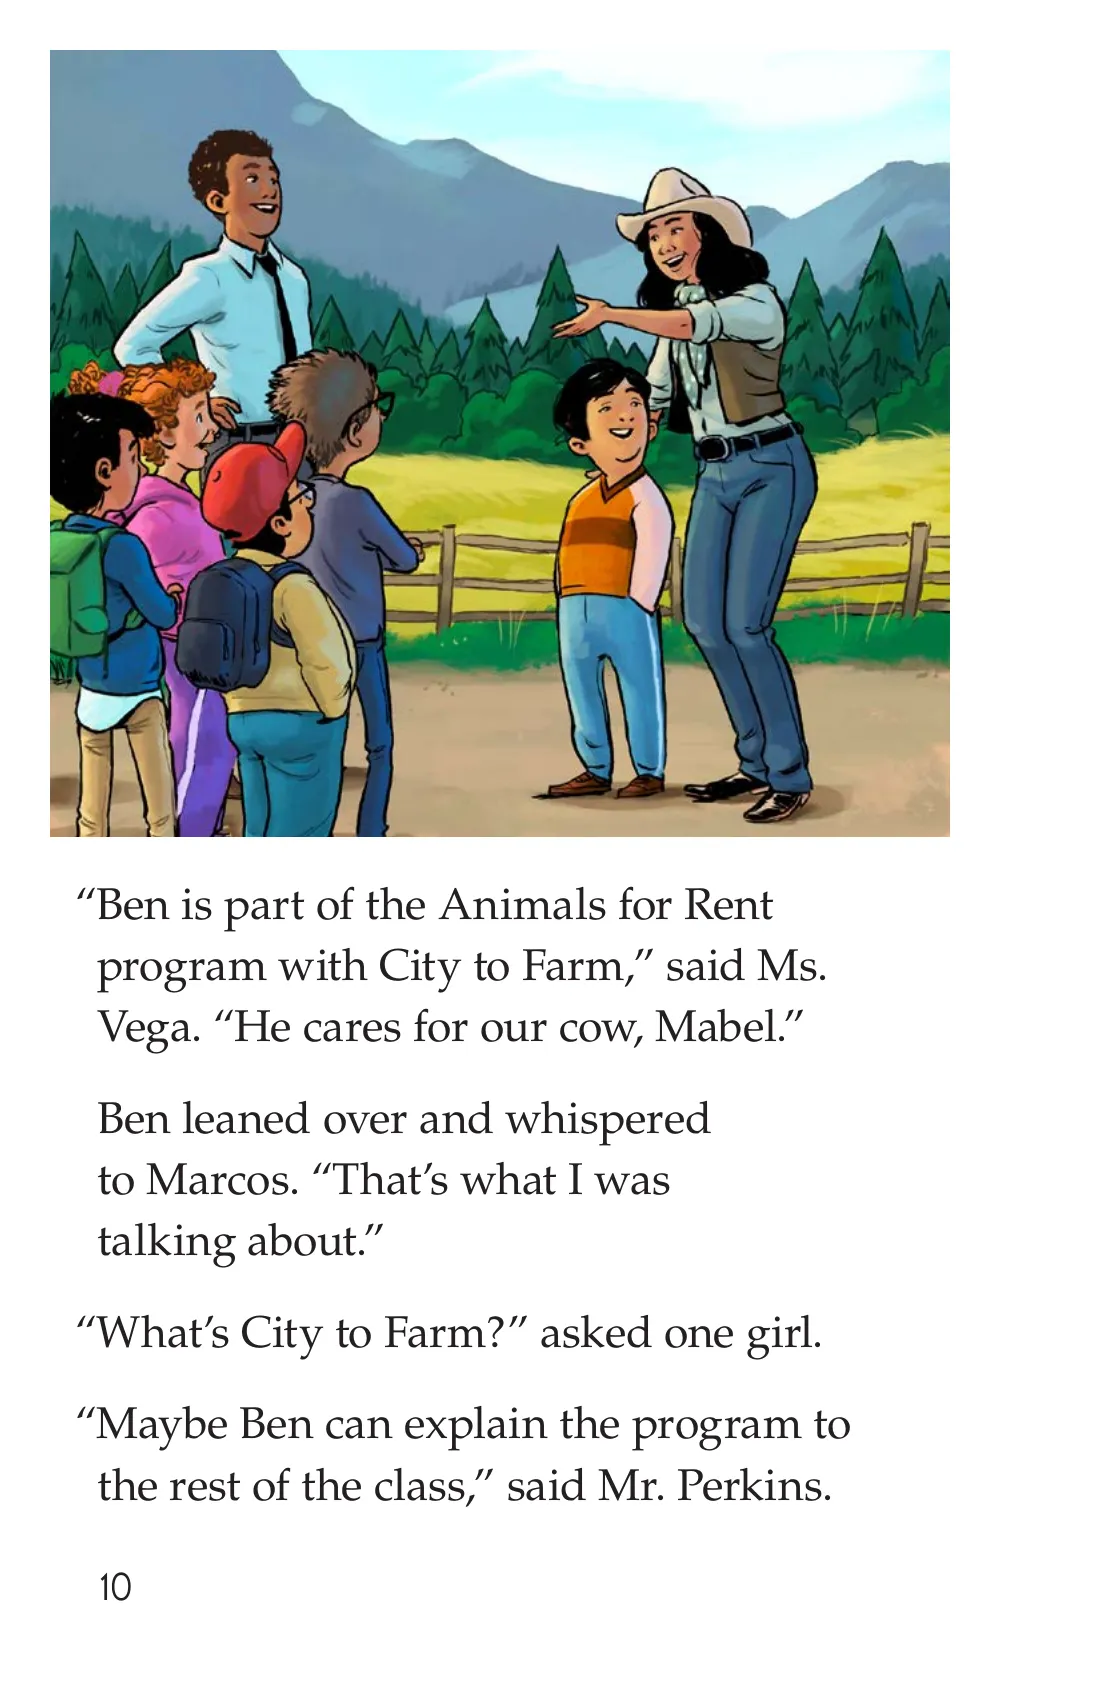 “Ben is part of the Animals for Rent
program with City to Farm,” said Ms.
Vega. “He cares for our cow, Mabel.”
Ben leaned over and whispered
to Marcos. “That’s what I was
talking about.”
“What’s City to Farm?” asked one girl.
“Maybe Ben can explain the program to
the rest of the class,” said Mr. Perkins.
10